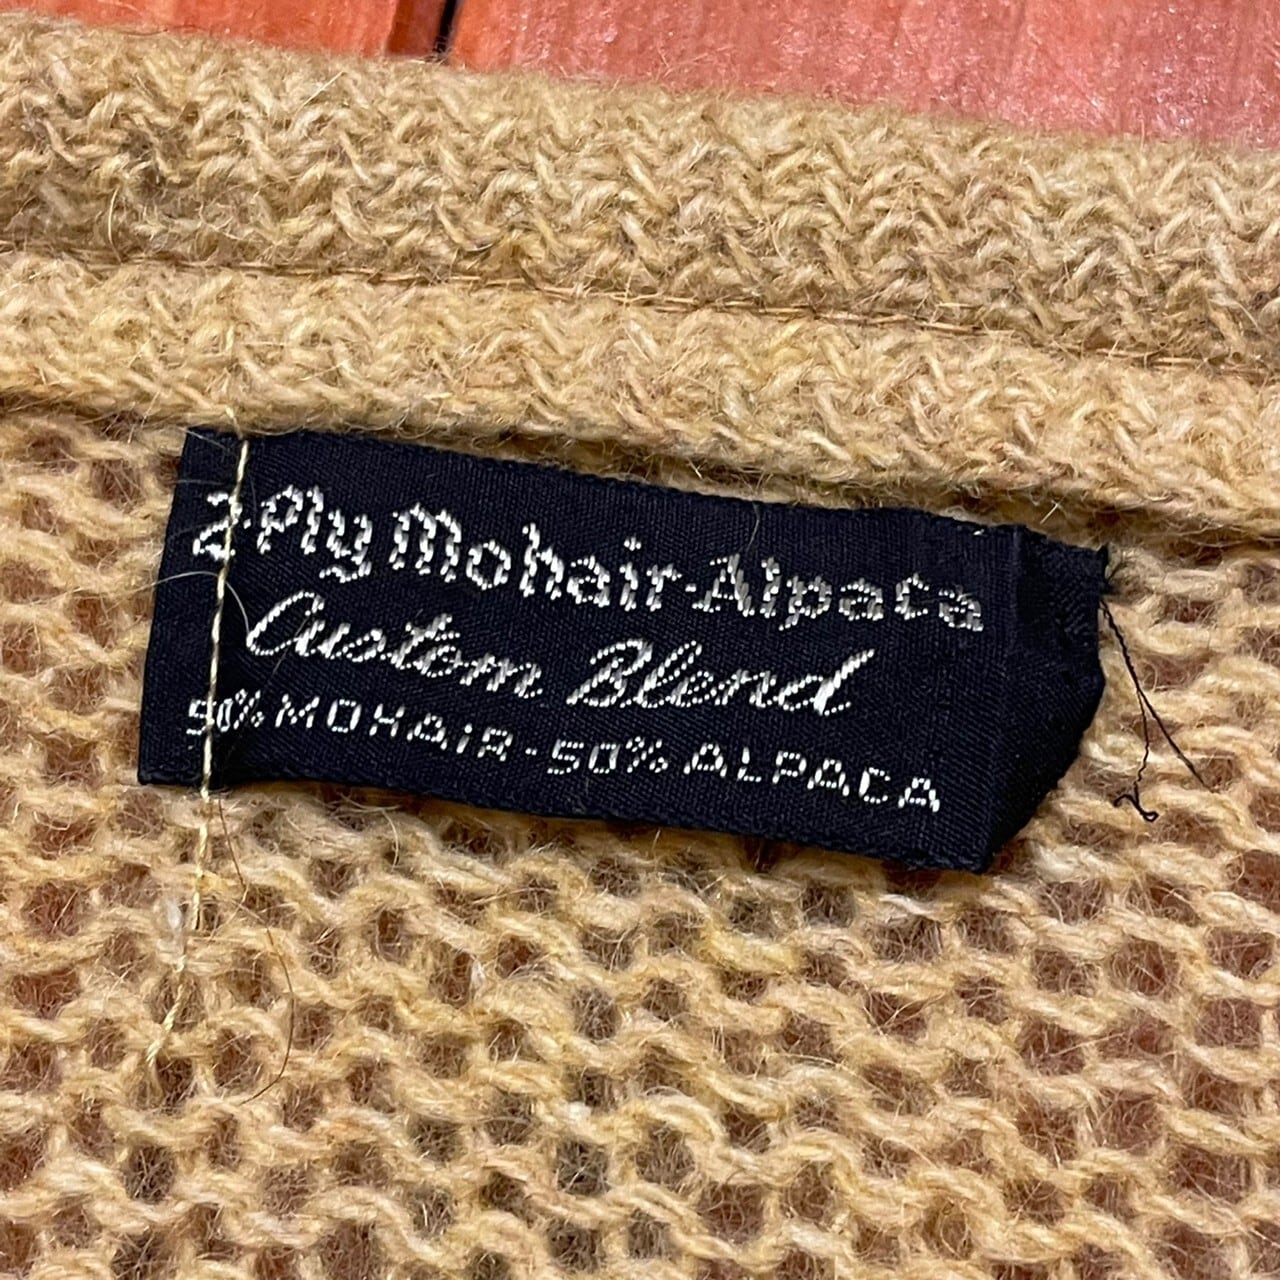 2-Ply Mohair-Alpaca
Custom Blend
50% MOHAIR - 50% ALPACA